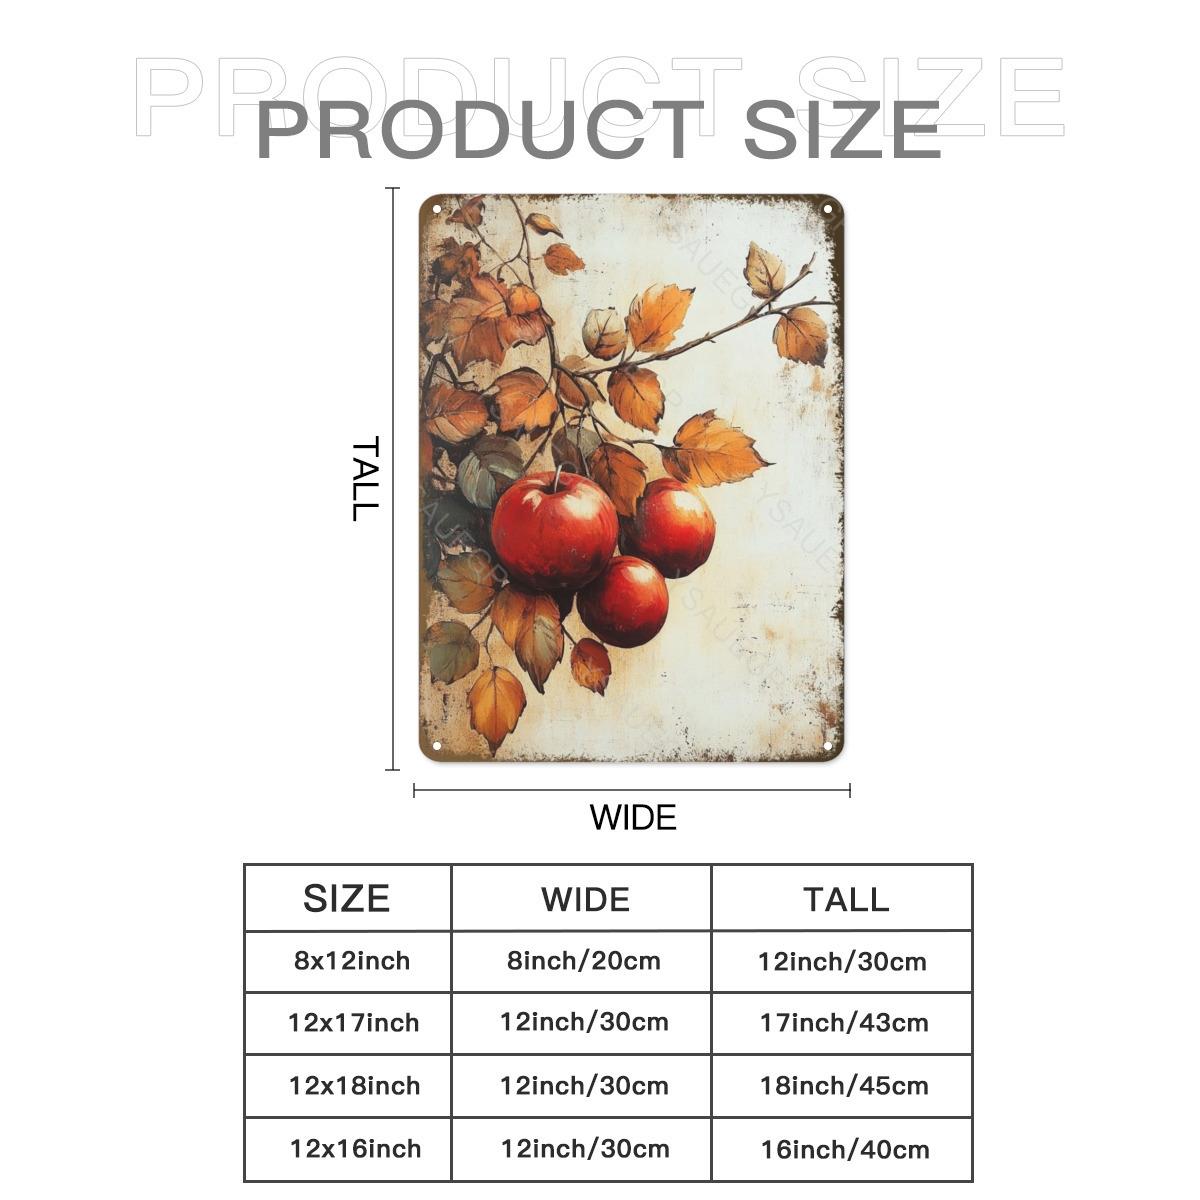 PRODUCT SIZE
PRODUCT SIZE
TALL
WIDE
SIZE WIDE TALL
8x12inch 8inch/20cm 12inch/30cm
12x17inch 12inch/30cm 17inch/43cm
12x18inch 12inch/30cm 18inch/45cm
12x16inch 12inch/30cm 16inch/40cm